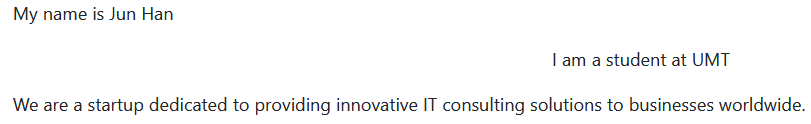 My name is Jun Han
I am a student at UMT
We are a startup dedicated to providing innovative IT consulting solutions to businesses worldwide.